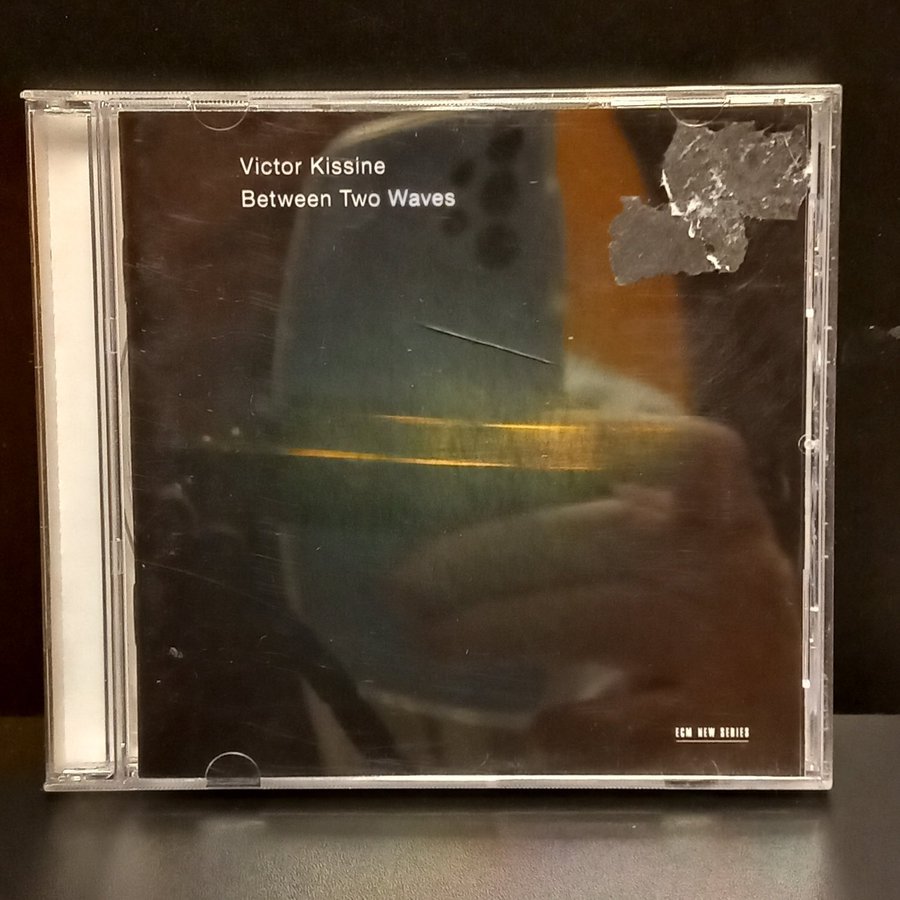 Victor Kissine
Between Two Waves
ECM NEW SERIES